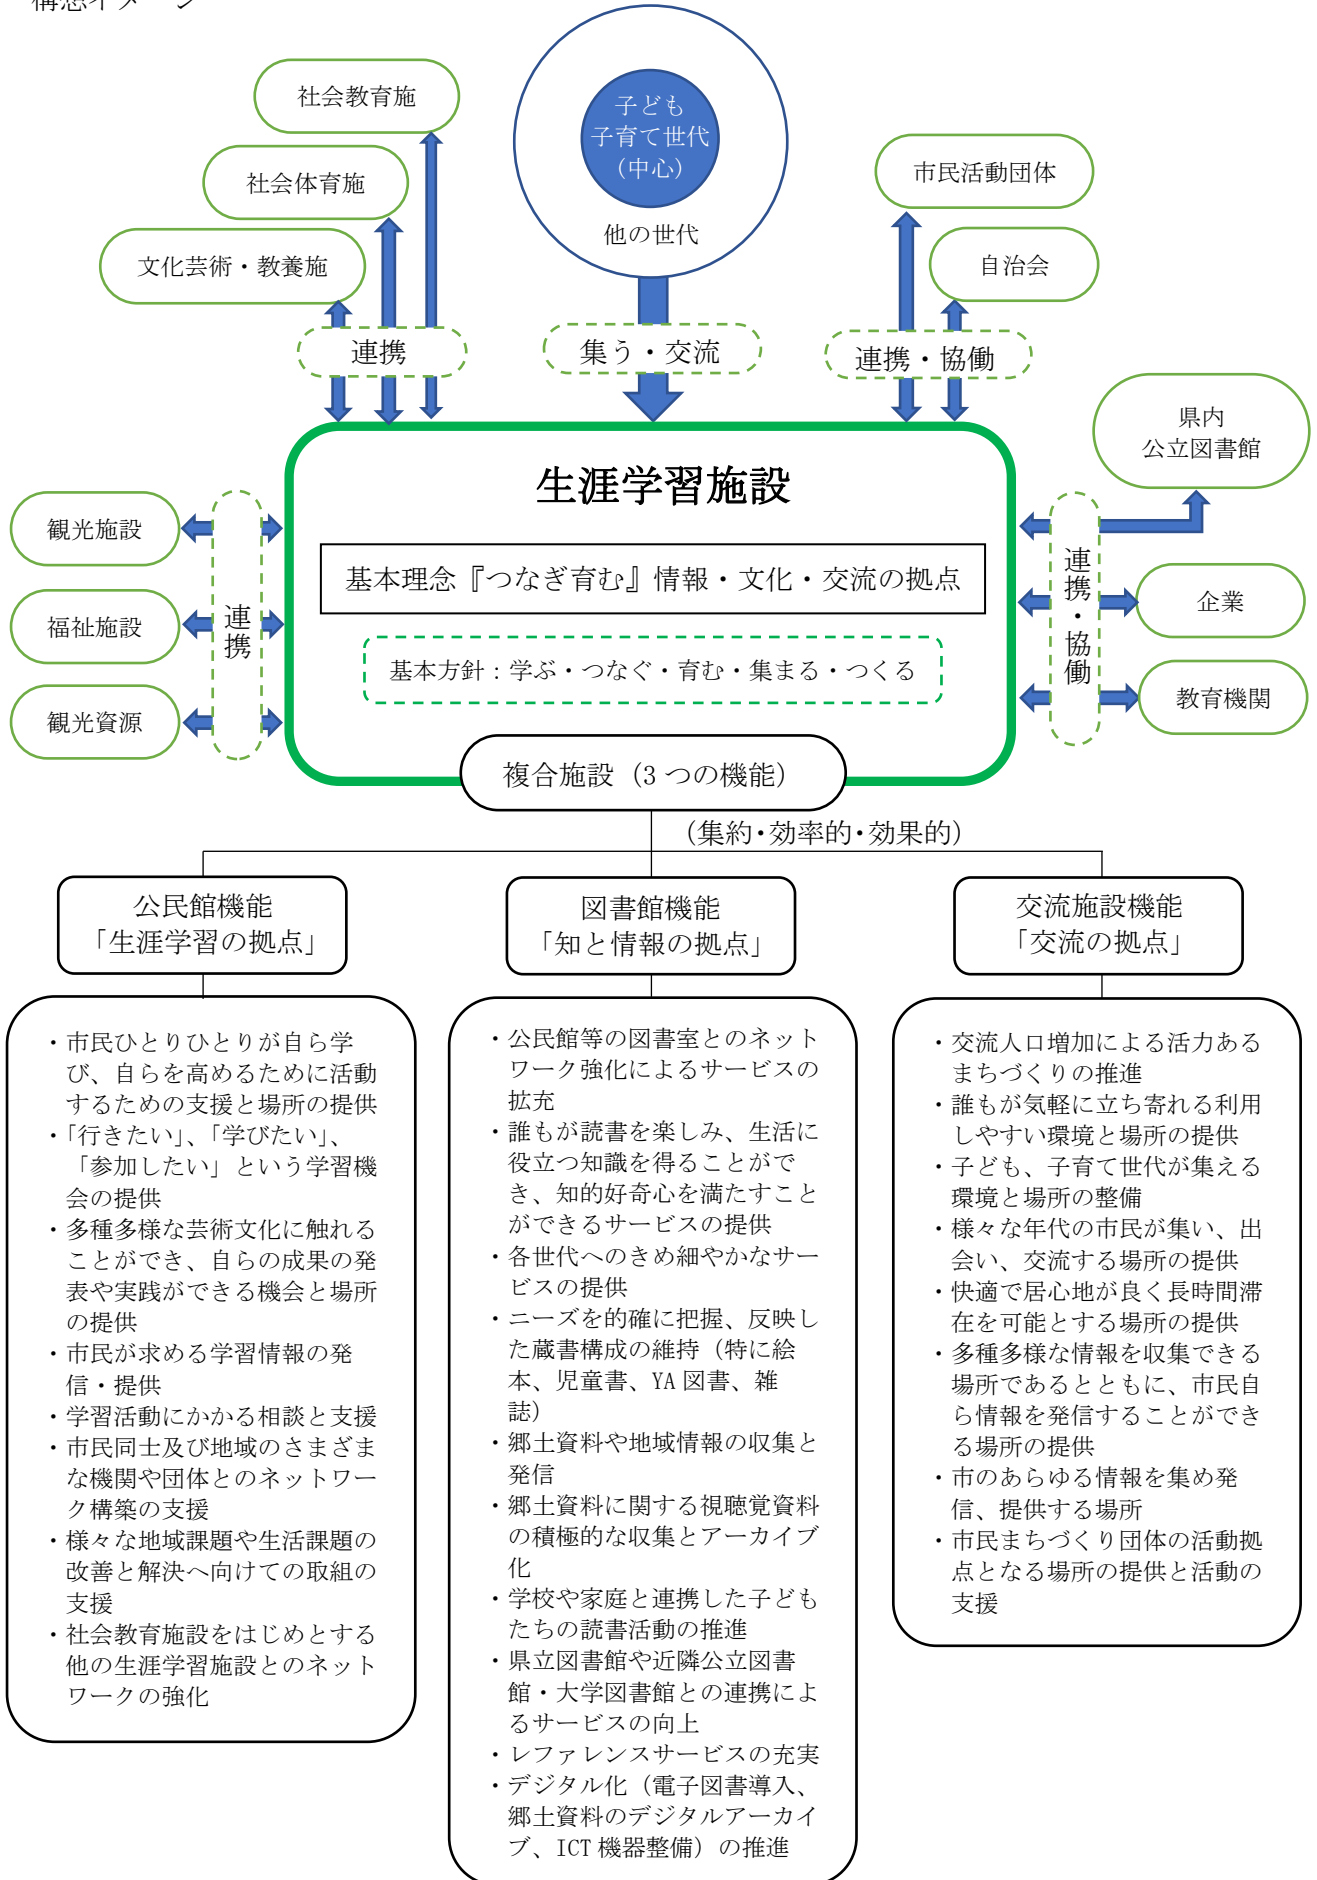 構想イメージ
子ども
子育て世代
（中心）
他の世代
社会教育施
社会体育施
文化芸術・教養施
市民活動団体
自治会
連携
集う・交流
連携・協働
県内
公立図書館
生涯学習施設
基本理念『つなぎ育む』情報・文化・交流の拠点
基本方針：学ぶ・つなぐ・育む・集まる・つくる
観光施設
福祉施設
観光資源
連携
連携・協働
企業
教育機関
複合施設（3つの機能）
（集約・効率的・効果的）
公民館機能
「生涯学習の拠点」
・市民ひとりひとりが自ら学
び、自らを高めるために活動
するための支援と場所の提供
・「行きたい」、「学びたい」、
「参加したい」という学習機
会の提供
・多種多様な芸術文化に触れる
ことができ、自らの成果の発
表や実践ができる機会と場所
の提供
・市民が求める学習情報の発
信・提供
・学習活動にかかる相談と支援
・市民同士及び地域のさまざま
な機関や団体とのネットワー
ク構築の支援
・様々な地域課題や生活課題の
改善と解決へ向けての取組の
支援
・社会教育施設をはじめとする
他の生涯学習施設とのネット
ワークの強化
図書館機能
「知と情報の拠点」
・公民館等の図書室とのネット
ワーク強化によるサービスの
拡充
・誰もが読書を楽しみ、生活に
役立つ知識を得ることがで
き、知的好奇心を満たすこと
ができるサービスの提供
・各世代へのきめ細やかなサー
ビスの提供
・ニーズを的確に把握、反映し
た蔵書構成の維持（特に絵
本、児童書、YA図書、雑
誌）
・郷土資料や地域情報の収集と
発信
・郷土資料に関する視聴覚資料
の積極的な収集とアーカイブ
化
・学校や家庭と連携した子ども
たちの読書活動の推進
・県立図書館や近隣公立図書
館・大学図書館との連携によ
るサービスの向上
・レファレンスサービスの充実
・デジタル化（電子図書導入、
郷土資料のデジタルアーカイ
ブ、ICT機器整備）の推進
交流施設機能
「交流の拠点」
・交流人口増加による活力ある
まちづくりの推進
・誰もが気軽に立ち寄れる利用
しやすい環境と場所の提供
・子ども、子育て世代が集える
環境と場所の整備
・様々な年代の市民が集い、出
会い、交流する場所の提供
・快適で居心地が良く長時間滞
在を可能とする場所の提供
・多種多様な情報を収集できる
場所であるとともに、市民自
ら情報を発信することができ
る場所の提供
・市のあらゆる情報を集め発
信、提供する場所
・市民まちづくり団体の活動拠
点となる場所の提供と活動の
支援